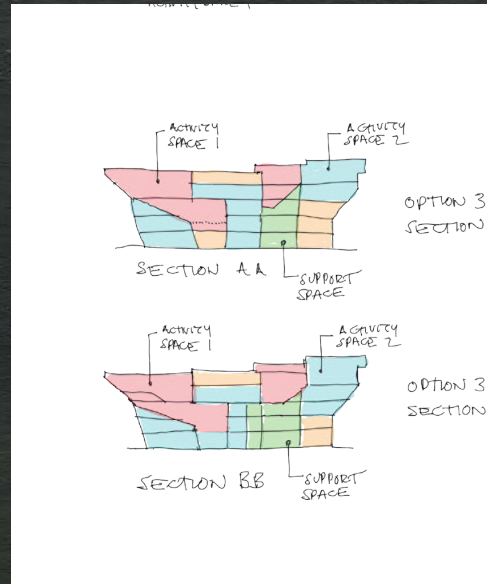 ACTIVITY
SPACE 1
ACTIVITY
SPACE 2
OPTION 3
SECTION
SECTION AA
SUPPORT
SPACE
ACTIVITY
SPACE 1
ACTIVITY
SPACE 2
OPTION 3
SECTION
SECTION BB
SUPPORT
SPACE